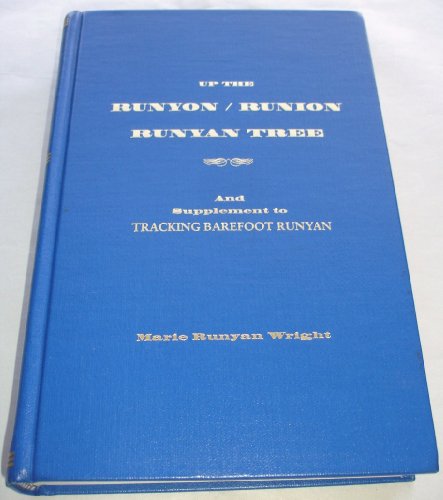 UP THE
RUNYON / RUNION
RUNYAN TREE
And
Supplement to
TRACKING BAREFOOT RUNYAN
Marie Runyan Wright